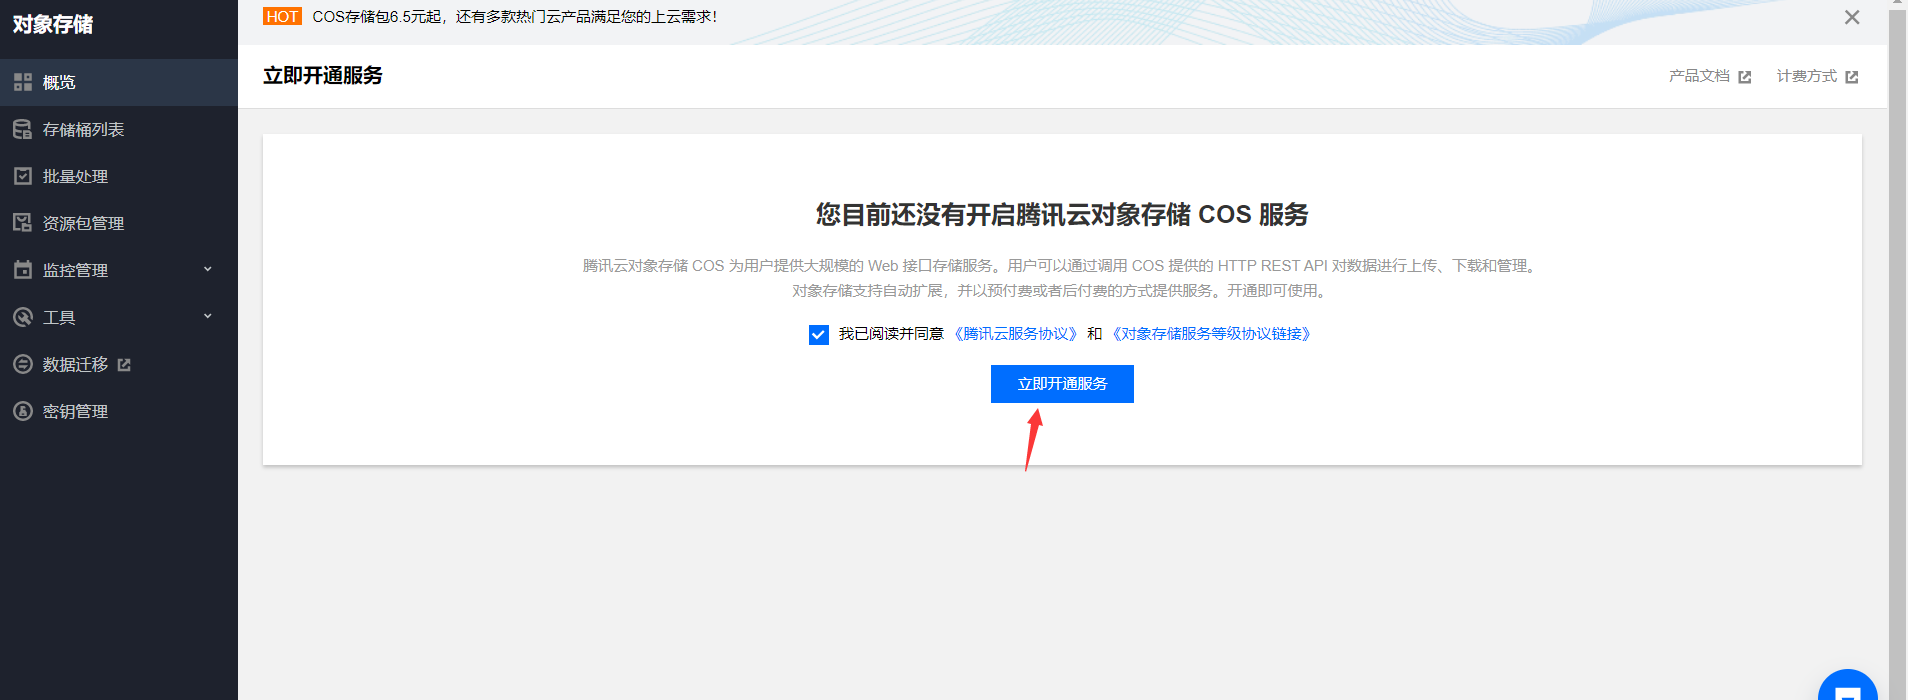 对象存储
概览
存储桶列表
批量处理
资源包管理
监控管理
工具
数据迁移
密钥管理
HOT COS存储包6.5元起，还有多款热门云产品满足您的上云需求！
立即开通服务
产品文档 计费方式
您目前还没有开启腾讯云对象存储 COS 服务
腾讯云对象存储 COS 为用户提供大规模的 Web 接口存储服务。用户可以通过调用 COS 提供的 HTTP REST API 对数据进行上传、下载和管理。
对象存储支持自动扩展，并以预付费或者后付费的方式提供服务。开通即可使用。
我已阅读并同意《腾讯云服务协议》 和 《对象存储服务等级协议链接》
立即开通服务